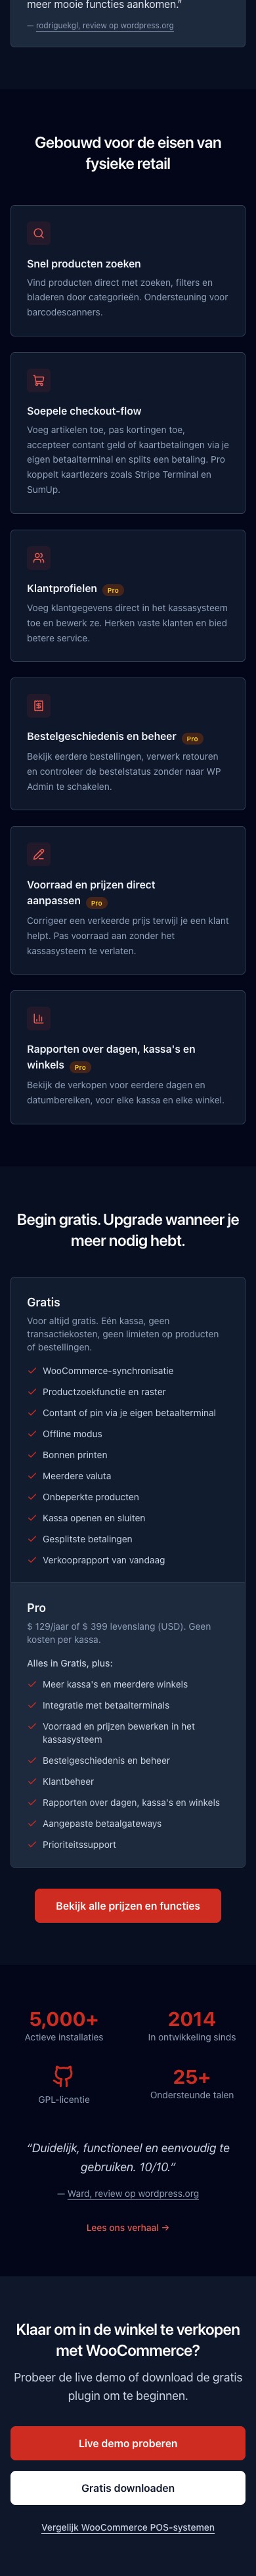 meer mooie functies aankomen.”
— rodriguekgl, review op wordpress.org
Gebouwd voor de eisen van
fysieke retail
Snel producten zoeken
Vind producten direct met zoeken, filters en
bladeren door categorieën. Ondersteuning voor
barcodescanners.
Soepele checkout-flow
Voeg artikelen toe, pas kortingen toe,
accepteer contant geld of kaartbetalingen via je
eigen betaalterminal en splits een betaling. Pro
koppelt kaartlezers zoals Stripe Terminal en
SumUp.
Klantprofielen Pro
Voeg klantgegevens direct in het kassasysteem
toe en bewerk ze. Herken vaste klanten en bied
betere service.
Bestelgeschiedenis en beheer Pro
Bekijk eerdere bestellingen, verwerk retouren
en controleer de bestelstatus zonder naar WP
Admin te schakelen.
Voorraad en prijzen direct
aanpassen Pro
Corrigeer een verkeerde prijs terwijl je een klant
helpt. Pas voorraad aan zonder het
kassasysteem te verlaten.
Rapporten over dagen, kassa's en
winkels Pro
Bekijk de verkopen voor eerdere dagen en
datumbereiken, voor elke kassa en elke winkel.
Begin gratis. Upgrade wanneer je
meer nodig hebt.
Gratis
Voor altijd gratis. Eén kassa, geen
transactiekosten, geen limieten op producten
of bestellingen.
WooCommerce-synchronisatie
Productzoekfunctie en raster
Contant of pin via je eigen betaalterminal
Offline modus
Bonnen printen
Meerdere valuta
Onbeperkte producten
Kassa openen en sluiten
Gesplitste betalingen
Verkooprapport van vandaag
Pro
$ 129/jaar of $ 399 levenslang (USD). Geen
kosten per kassa.
Alles in Gratis, plus:
Meer kassa's en meerdere winkels
Integratie met betaalterminals
Voorraad en prijzen bewerken in het
kassasysteem
Bestelgeschiedenis en beheer
Klantbeheer
Rapporten over dagen, kassa's en winkels
Aangepaste betaalgateways
Prioriteitssupport
Bekijk alle prijzen en functies
5,000+
Actieve installaties
2014
In ontwikkeling sinds
GPL-licentie
25+
Ondersteunde talen
“Duidelijk, functioneel en eenvoudig te
gebruiken. 10/10.”
— Ward, review op wordpress.org
Lees ons verhaal →
Klaar om in de winkel te verkopen
met WooCommerce?
Probeer de live demo of download de gratis
plugin om te beginnen.
Live demo proberen
Gratis downloaden
Vergelijk WooCommerce POS-systemen